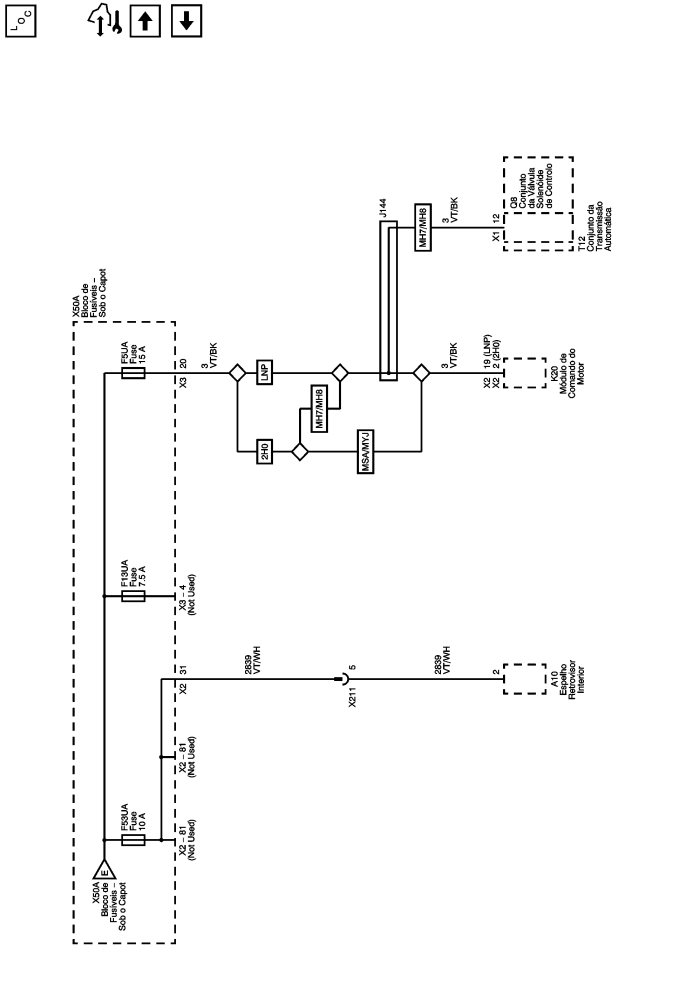 LOC
X50A
Bloco de
Fusíveis –
Sob o Capot
E
F53UA
Fuse
10 A
X2 – 81
(Not Used)
X2 – 81
(Not Used)
X2
31
2839
VT/WH
X211
5
2839
VT/WH
2
A10
Espelho
Retrovisor
Interior
F13UA
Fuse
7.5 A
X3 – 4
(Not Used)
X50A
Bloco de
Fusíveis –
Sob o Capot
F5UA
Fuse
15 A
X3
20
3
VT/BK
2H0
LNP
MH7/MH8
MSA/MYJ
J144
3
VT/BK
X2 19 (LNP)
X2 2 (2H0)
K20
Módulo de
Comando do
Motor
MH7/MH8
3
VT/BK
X1
12
Q8
Conjunto
da Válvula
Solenóide
de Controlo
T12
Conjunto da
Transmissão
Automática